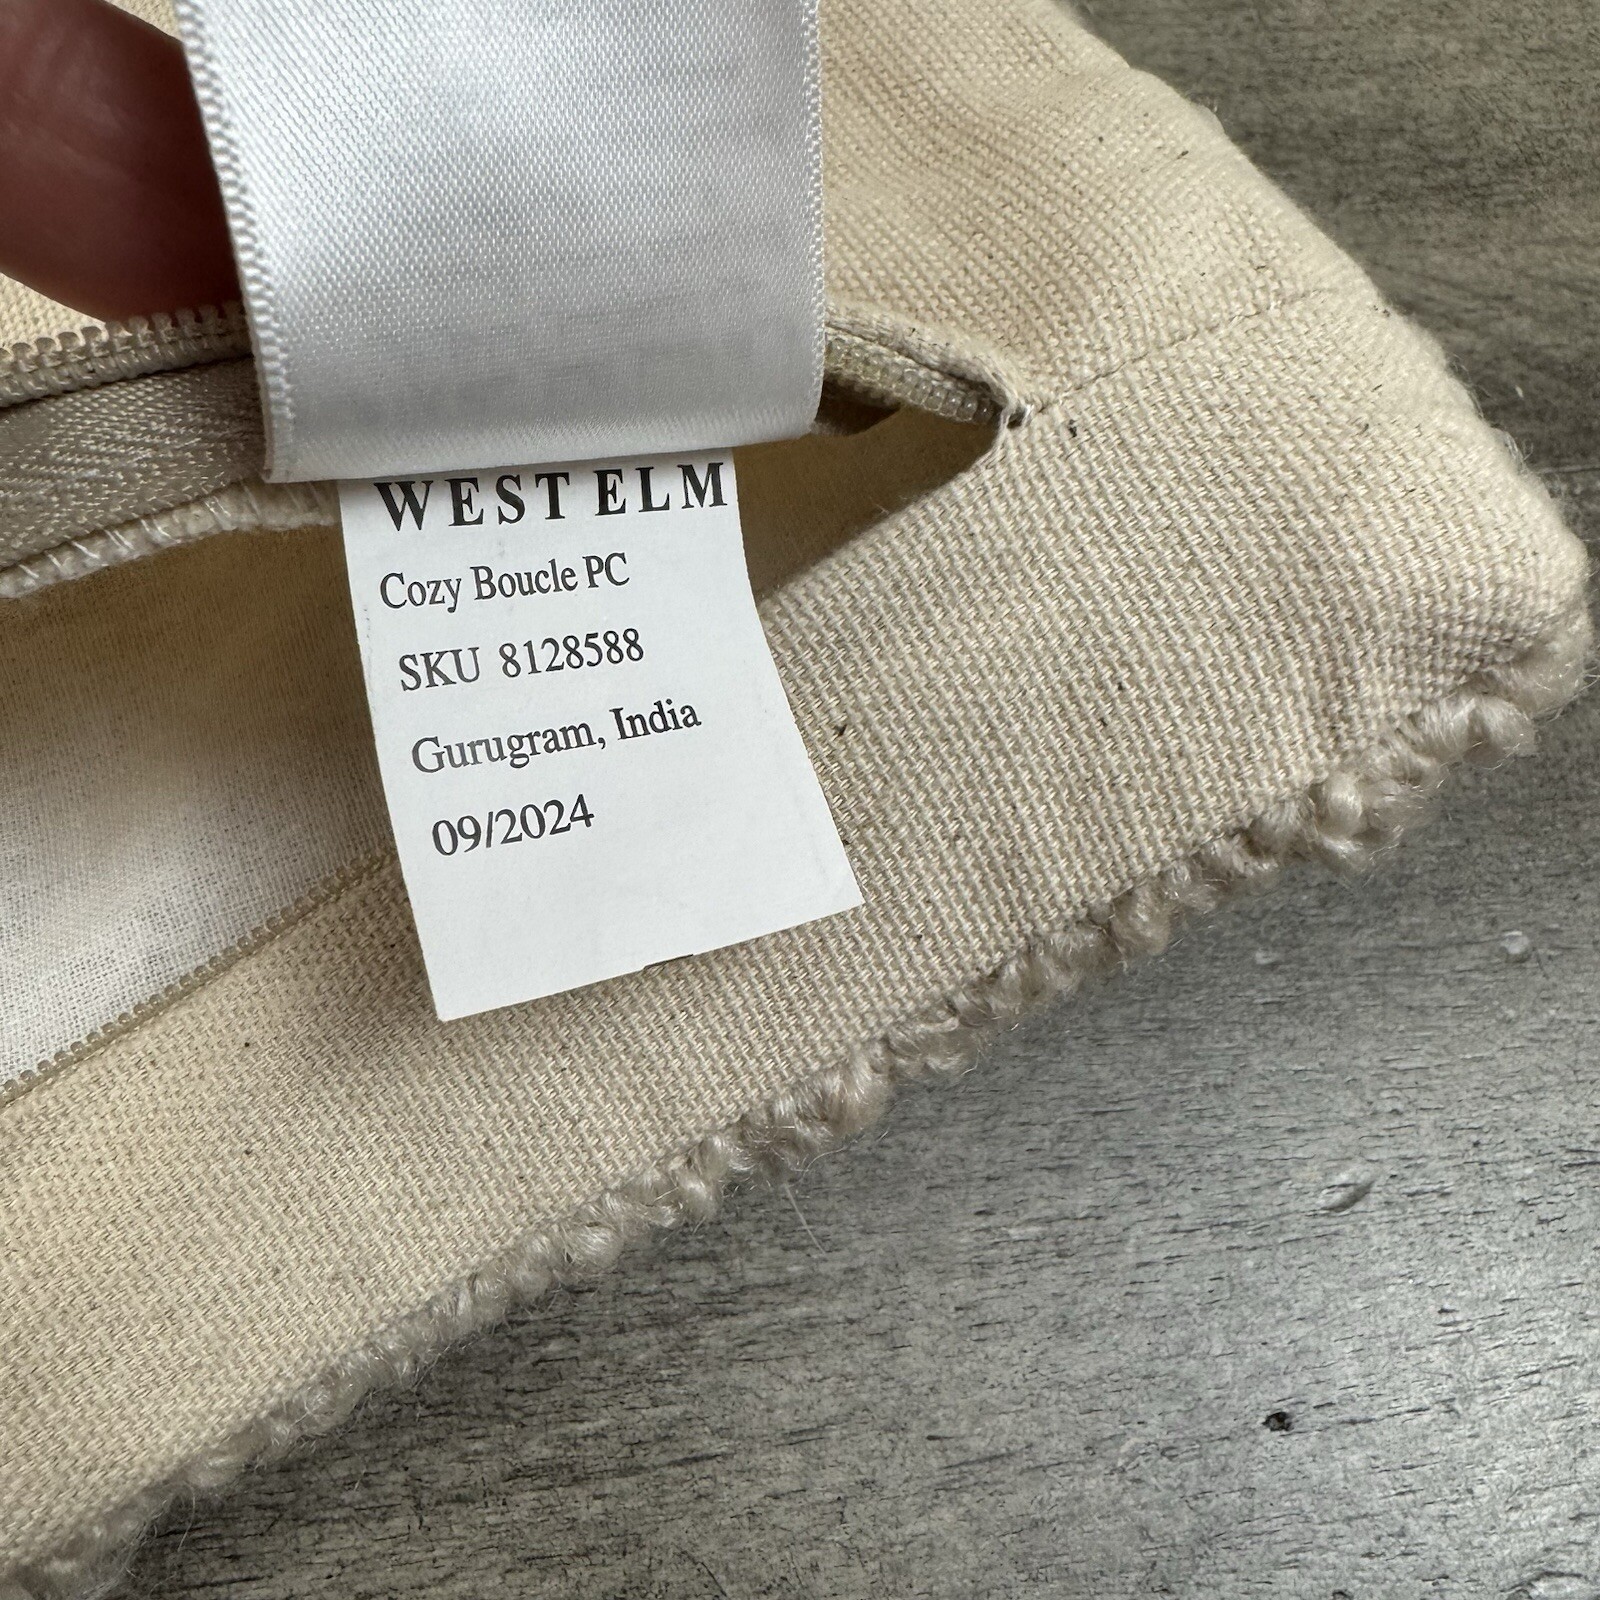 WEST ELM
Cozy Boucle PC
SKU 8128588
Gurugram, India
09/2024